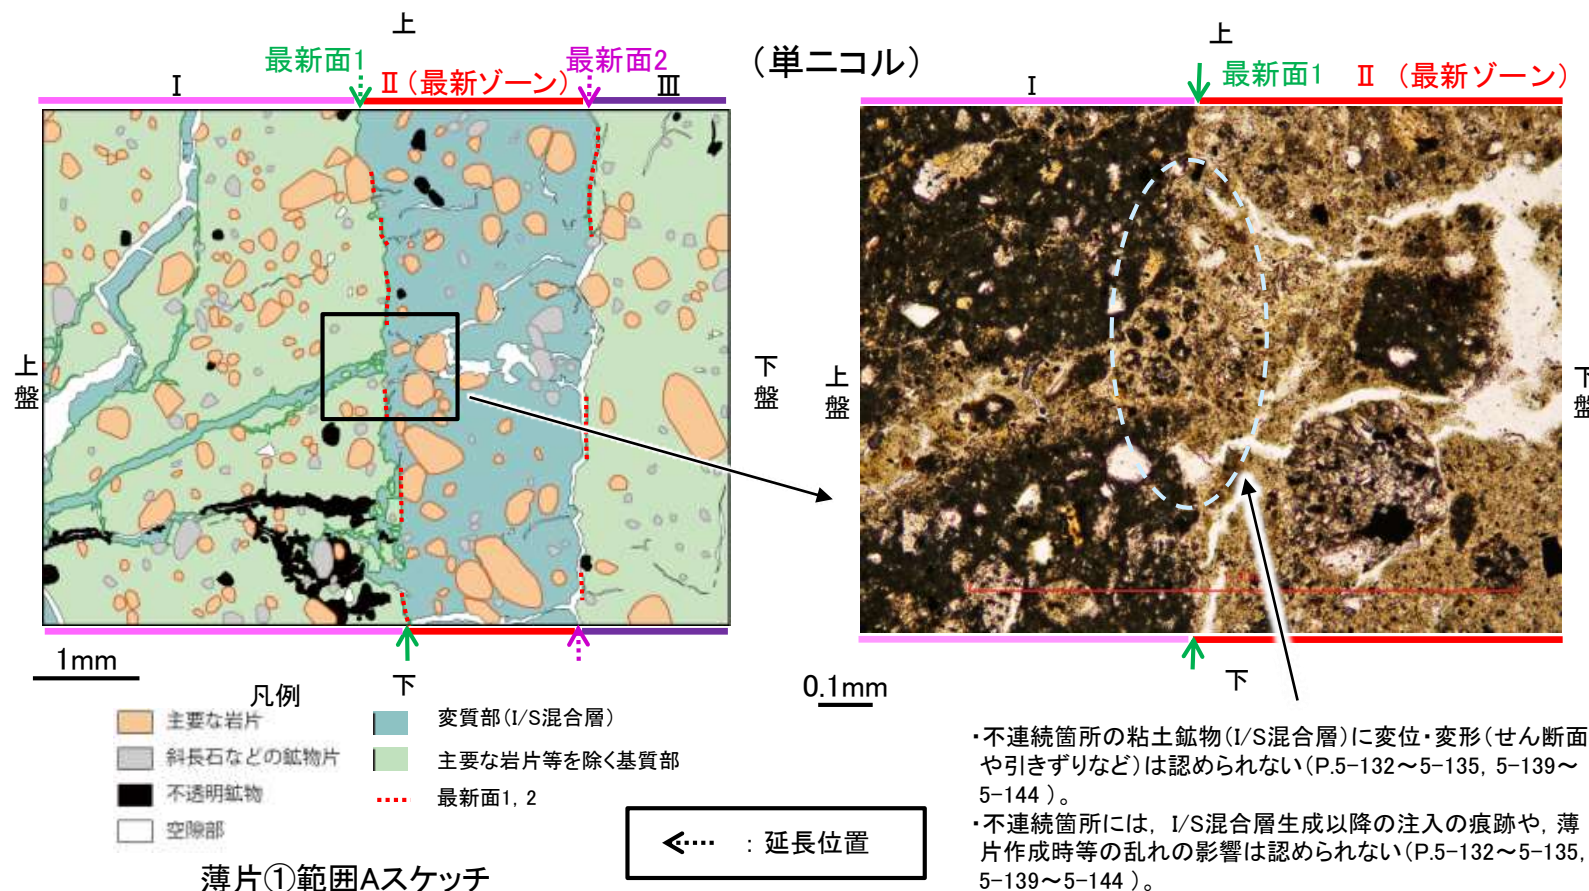 上
最新面1
最新面2
Ⅰ
Ⅱ（最新ゾーン）
Ⅲ
上盤
下盤
1mm
下
凡例
主要な岩片
斜長石などの鉱物片
不透明鉱物
空隙部
変質部（I/S混合層）
主要な岩片等を除く基質部
最新面1，2
薄片①範囲Aスケッチ
：延長位置
（単ニコル）
上
Ⅰ
最新面1
Ⅱ （最新ゾーン）
上盤
下盤
0.1mm
下
・不連続箇所の粘土鉱物（I/S混合層）に変位・変形（せん断面
や引きずりなど）は認められない（P.5-132～5-135，5-139～
5-144 ）。
・不連続箇所には，I/S混合層生成以降の注入の痕跡や，薄
片作成時等の乱れの影響は認められない（P.5-132～5-135，
5-139～5-144 ）。